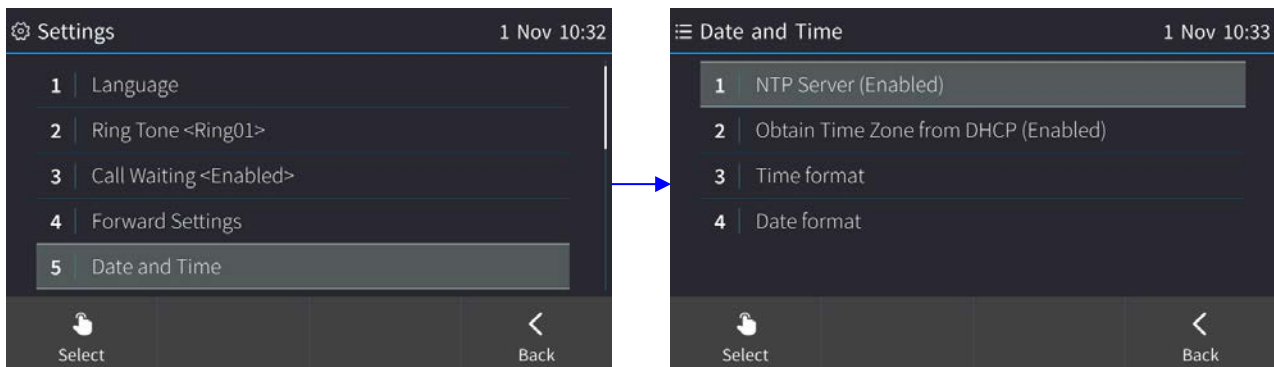 Settings 1 Nov 10:32
1 Language
2 Ring Tone <Ring01>
3 Call Waiting <Enabled>
4 Forward Settings
5 Date and Time
Select Back
Date and Time 1 Nov 10:33
1 NTP Server (Enabled)
2 Obtain Time Zone from DHCP (Enabled)
3 Time format
4 Date format
Select Back